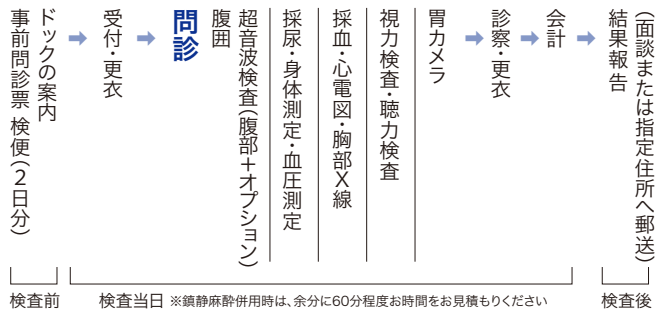 ドックの案内
事前問診票 検便(2日分)
➡
受付・更衣
➡
問診
超音波検査(腹部+オプション)
腹囲
採尿・身体測定・血圧測定
採血・心電図・胸部X線
視力検査・聴力検査
胃カメラ
➡
診察・更衣
➡
会計
➡
(面談または指定住所へ郵送)
結果報告
検査前
検査当日 ※鎮静麻酔併用時は、余分に60分程度お時間をお見積もりください
検査後